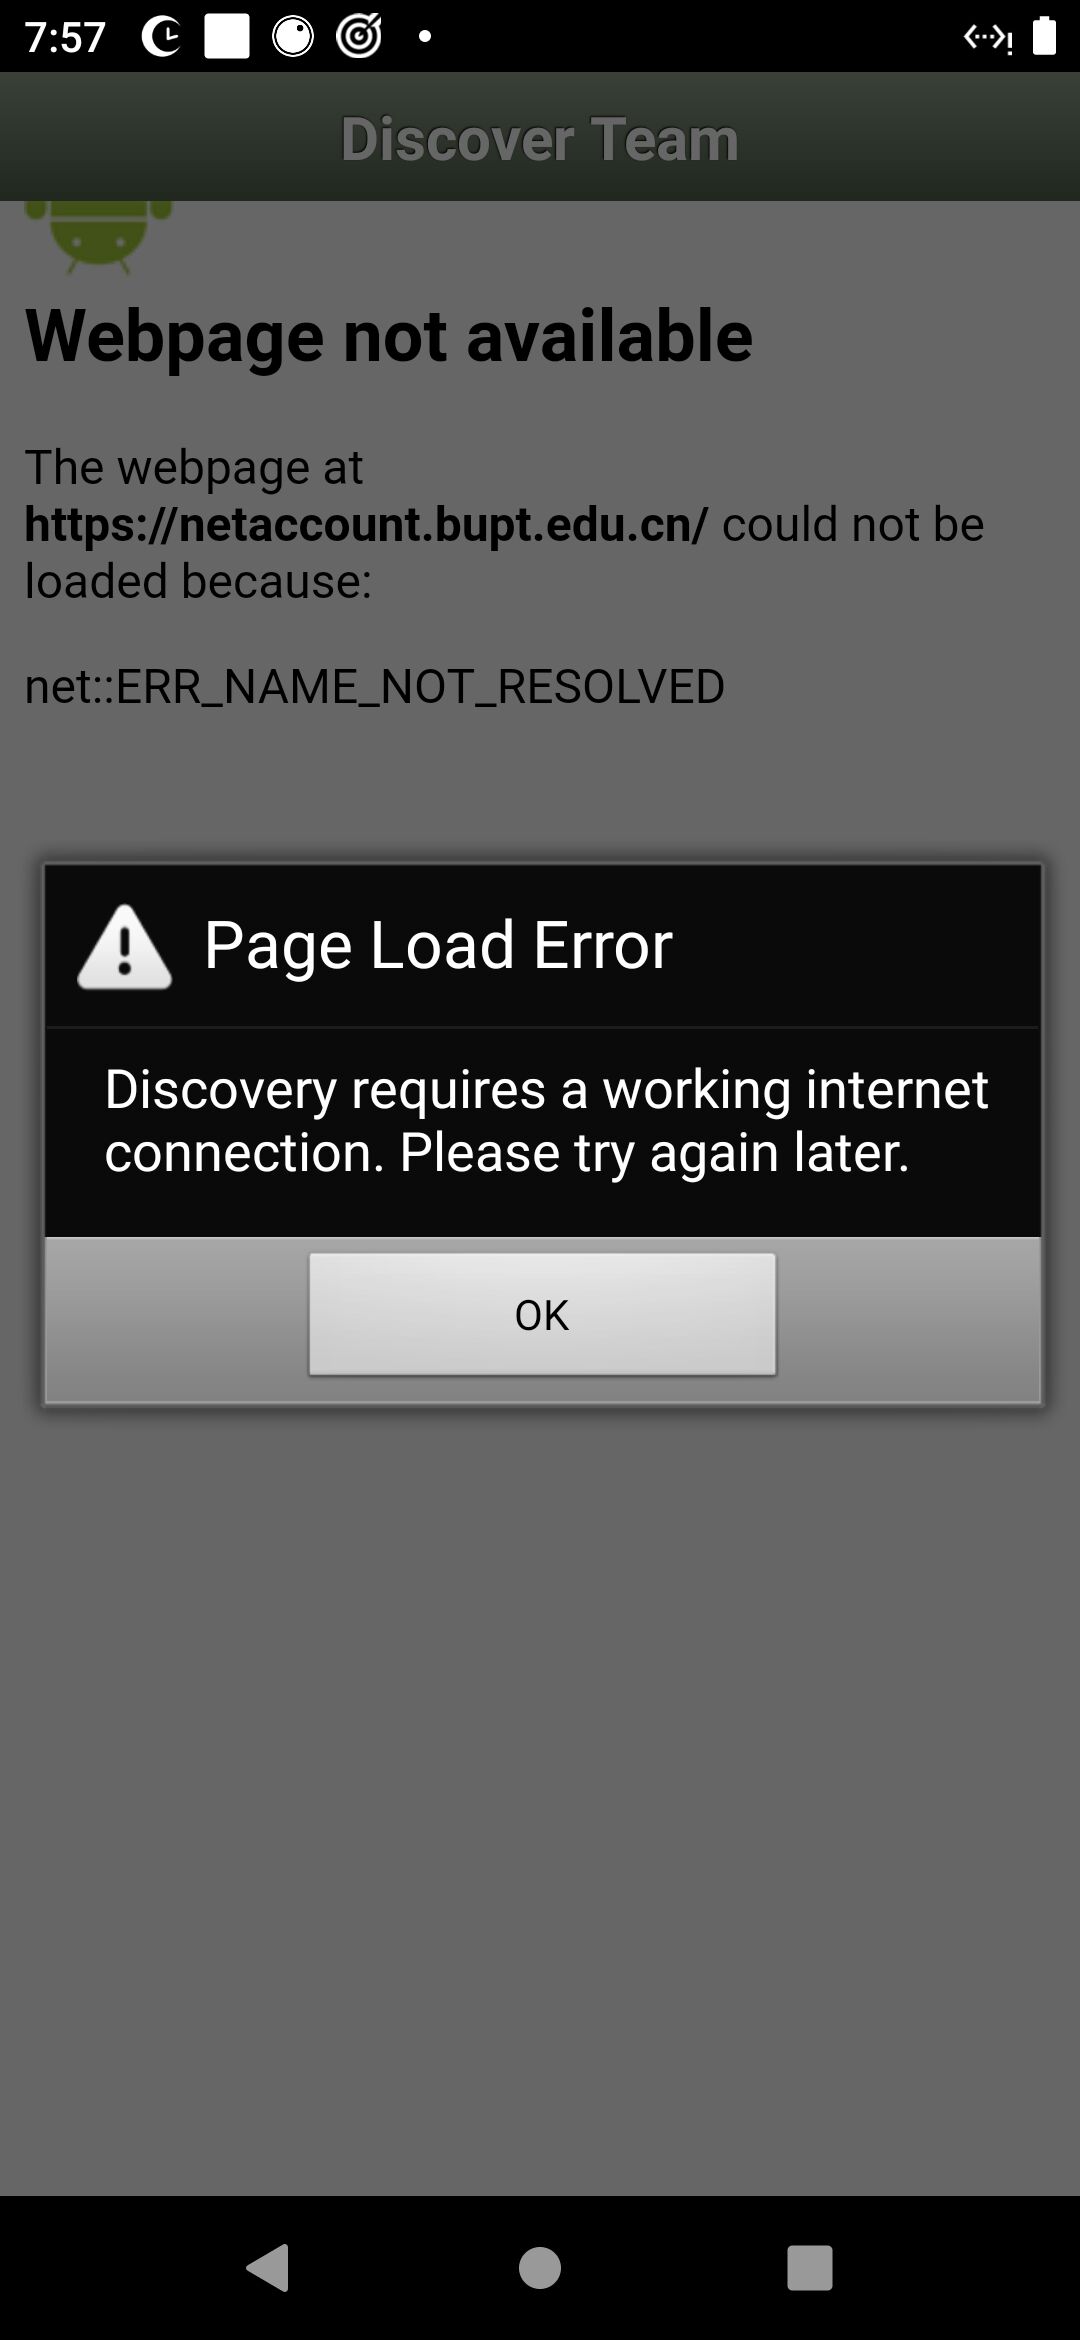 7:57
Discover Team
Webpage not available
The webpage at
https://netaccount.bupt.edu.cn/ could not be
loaded because:
net::ERR_NAME_NOT_RESOLVED
Page Load Error
Discovery requires a working internet
connection. Please try again later.
OK